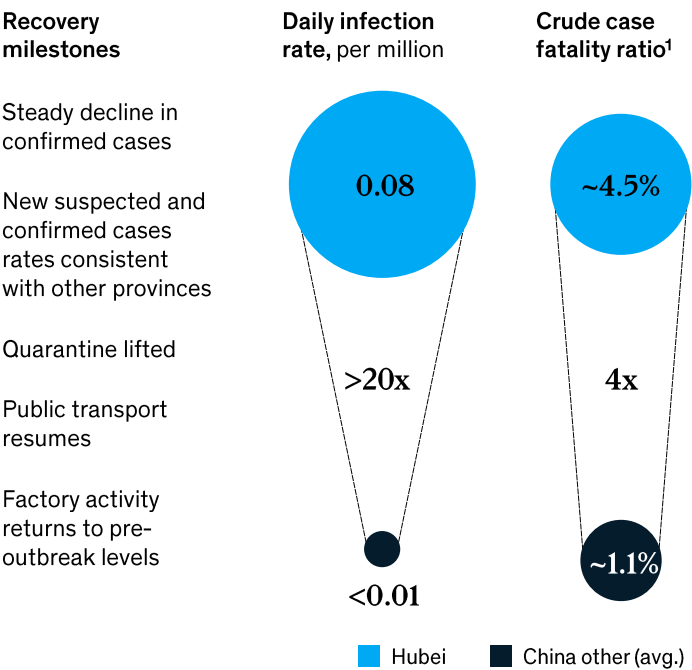 Recovery
milestones
Steady decline in
confirmed cases
New suspected and
confirmed cases
rates consistent
with other provinces
Quarantine lifted
Public transport
resumes
Factory activity
returns to pre-
outbreak levels
Daily infection
rate, per million
0.08
>20x
<0.01
Crude case
fatality ratio¹
~4.5%
4x
~1.1%
Hubei
China other (avg.)